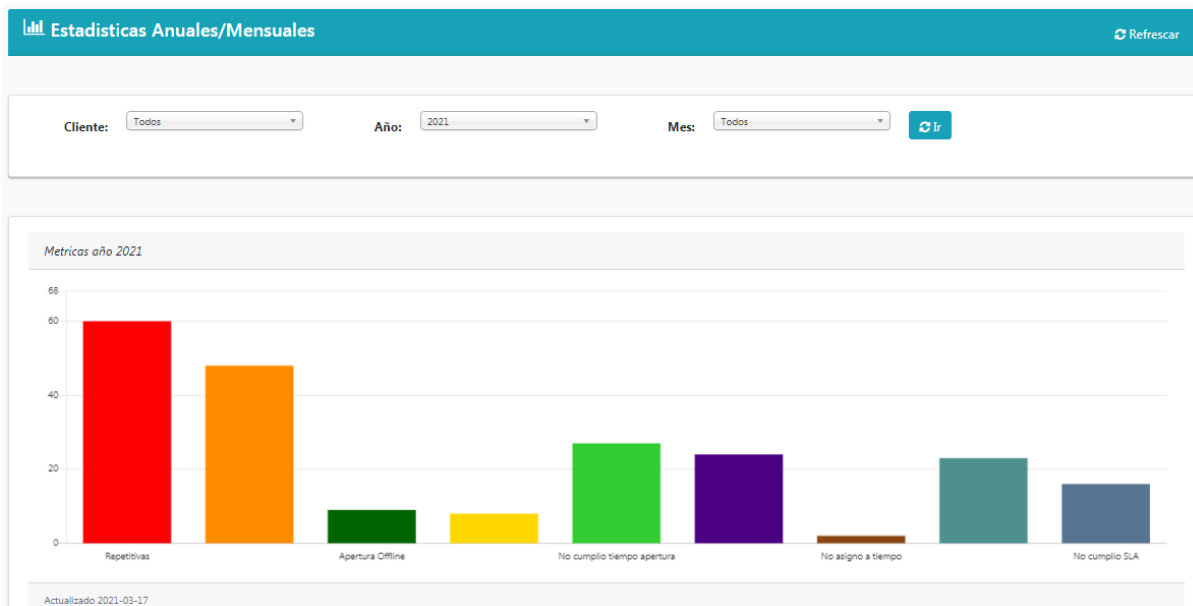 Estadisticas Anuales/Mensuales
Refrescar
Cliente: Todos Año: 2021 Mes: Todos Ir
Metricas año 2021
68
60
40
20
0
Repetitivas Apertura Offline No cumplio tiempo apertura No asigno a tiempo No cumplio SLA
Actualizado 2021-03-17